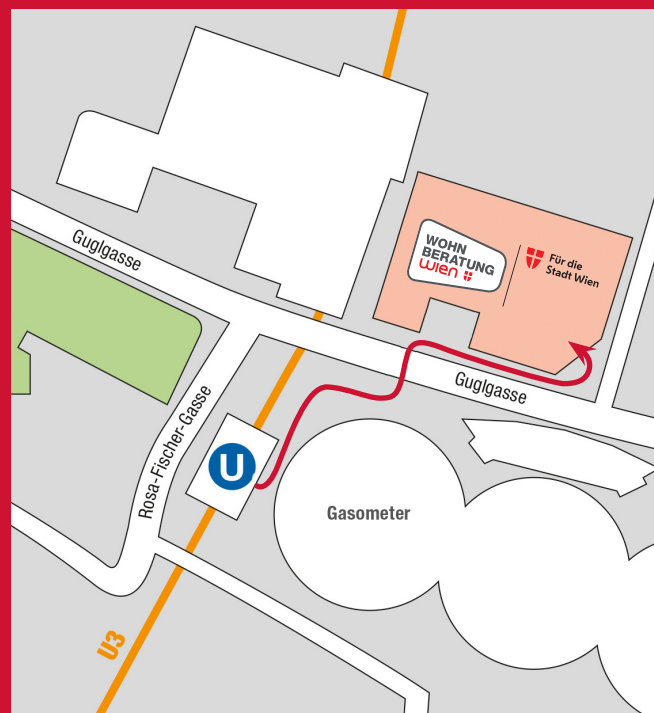 Guglgasse
WOHN
BERATUNG
wien
Für die
Stadt Wien
Guglgasse
Rosa-Fischer-Gasse
U
Gasometer
U3